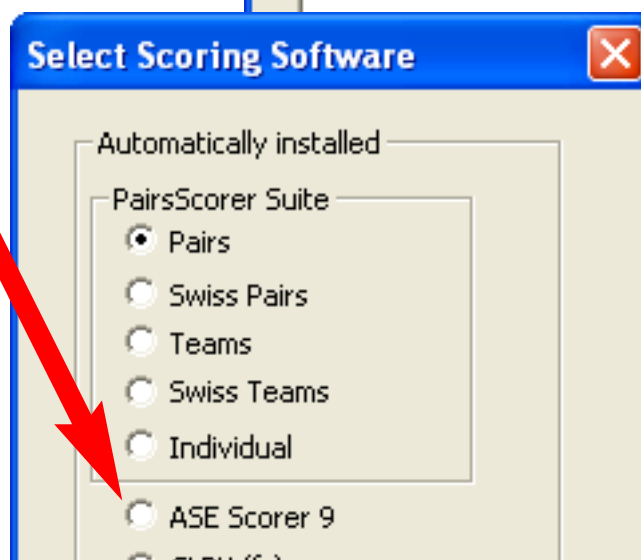 Select Scoring Software
Automatically installed
PairsScorer Suite
Pairs
Swiss Pairs
Teams
Swiss Teams
Individual
ASE Scorer 9